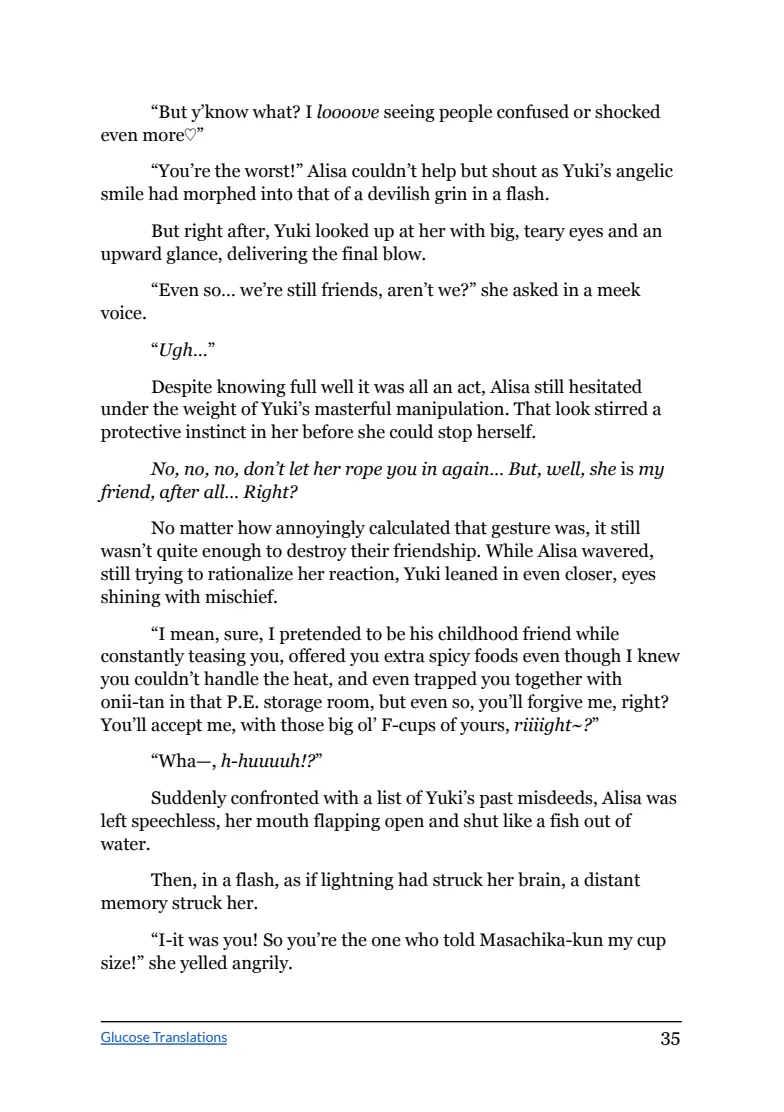 “But y’know what? I loooove seeing people confused or shocked
even more♡”
“You’re the worst!” Alisa couldn’t help but shout as Yuki’s angelic
smile had morphed into that of a devilish grin in a flash.
But right after, Yuki looked up at her with big, teary eyes and an
upward glance, delivering the final blow.
“Even so… we’re still friends, aren’t we?” she asked in a meek
voice.
“Ugh…”
Despite knowing full well it was all an act, Alisa still hesitated
under the weight of Yuki’s masterful manipulation. That look stirred a
protective instinct in her before she could stop herself.
No, no, no, don’t let her rope you in again… But, well, she is my
friend, after all… Right?
No matter how annoyingly calculated that gesture was, it still
wasn’t quite enough to destroy their friendship. While Alisa wavered,
still trying to rationalize her reaction, Yuki leaned in even closer, eyes
shining with mischief.
“I mean, sure, I pretended to be his childhood friend while
constantly teasing you, offered you extra spicy foods even though I knew
you couldn’t handle the heat, and even trapped you together with
onii-tan in that P.E. storage room, but even so, you’ll forgive me, right?
You’ll accept me, with those big ol’ F-cups of yours, riiiight~?”
“Wha—, h-huuuuh!?”
Suddenly confronted with a list of Yuki’s past misdeeds, Alisa was
left speechless, her mouth flapping open and shut like a fish out of
water.
Then, in a flash, as if lightning had struck her brain, a distant
memory struck her.
“I-it was you! So you’re the one who told Masachika-kun my cup
size!” she yelled angrily.
Glucose Translations
35